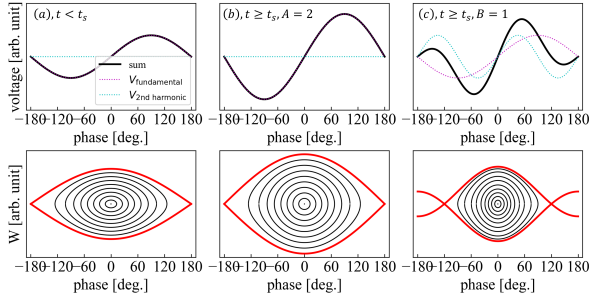 (a), t < t_s
(b), t ≥ t_s, A = 2
(c), t ≥ t_s, B = 1
voltage [arb. unit]
sum
V_fundamental
V_2nd harmonic
−180−120 −60 0 60 120 180
−180−120 −60 0 60 120 180
−180−120 −60 0 60 120 180
phase [deg.]
phase [deg.]
phase [deg.]
W [arb. unit]
−180−120 −60 0 60 120 180
−180−120 −60 0 60 120 180
−180−120 −60 0 60 120 180
phase [deg.]
phase [deg.]
phase [deg.]